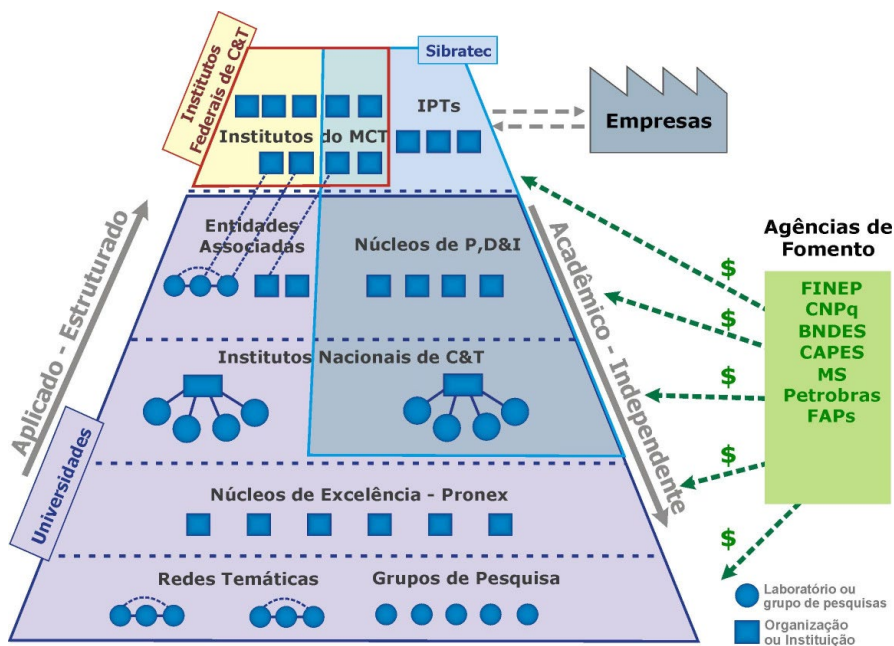 Institutos
Federais de C&T
Sibratec
IPTs
Institutos do MCT
Empresas
Aplicado - Estruturado
Entidades
Associadas
Núcleos de P,D&I
Acadêmico - Independente
Agências de
Fomento
$
FINEP
CNPq
$
BNDES
CAPES
$
MS
Petrobras
FAPs
Institutos Nacionais de C&T
Universidades
$
Núcleos de Excelência - Pronex
$
Redes Temáticas
Grupos de Pesquisa
Laboratório ou
grupo de pesquisas
Organização
ou Instituição